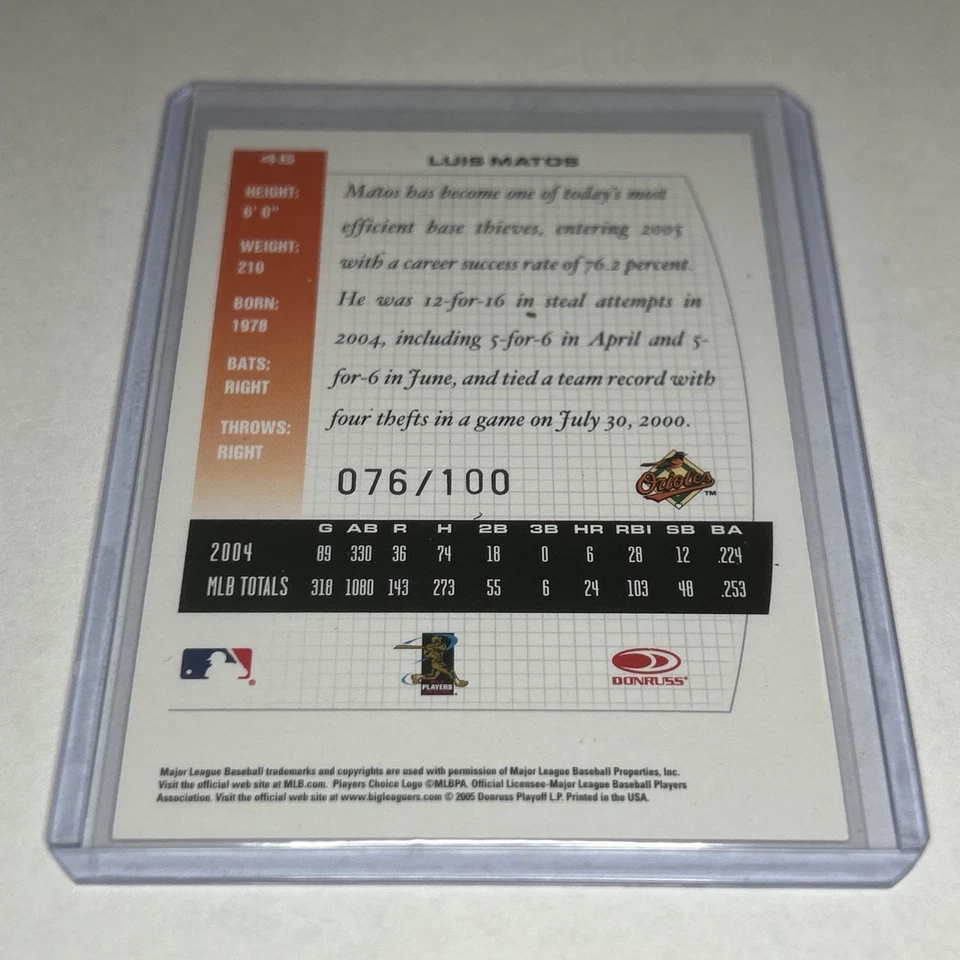 46
LUIS MATOS
HEIGHT:
6' 0"
WEIGHT:
210
BORN:
1978
BATS:
RIGHT
THROWS:
RIGHT
Matos has become one of today's most
efficient base thieves, entering 2005
with a career success rate of 76.2 percent.
He was 12-for-16 in steal attempts in
2004, including 5-for-6 in April and 5-
for-6 in June, and tied a team record with
four thefts in a game on July 30, 2000.
076/100
Orioles TM
G AB R H 2B 3B HR RBI SB BA
2004 89 330 36 74 18 0 6 28 12 .224
MLB TOTALS 318 1080 143 273 55 6 24 103 48 .253
PLAYERS
DONRUSS®
Major League Baseball trademarks and copyrights are used with permission of Major League Baseball Properties, Inc.
Visit the official web site at MLB.com. Players Choice Logo ©MLBPA. Official Licensee-Major League Baseball Players
Association. Visit the official web site at www.bigleaguers.com © 2005 Donruss Playoff L.P. Printed in the USA.